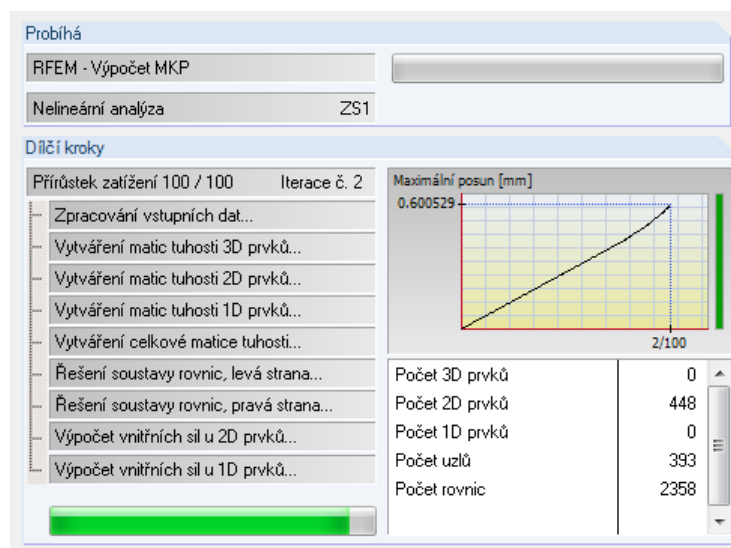 Probíhá
RFEM - Výpočet MKP
Nelineární analýza ZS1
Dílčí kroky
Přírůstek zatížení 100 / 100 Iterace č. 2
Zpracování vstupních dat...
Vytváření matic tuhosti 3D prvků...
Vytváření matic tuhosti 2D prvků...
Vytváření matic tuhosti 1D prvků...
Vytváření celkové matice tuhosti...
Řešení soustavy rovnic, levá strana...
Řešení soustavy rovnic, pravá strana...
Výpočet vnitřních sil u 2D prvků...
Výpočet vnitřních sil u 1D prvků...
Maximální posun [mm]
0.600529
2/100
Počet 3D prvků 0
Počet 2D prvků 448
Počet 1D prvků 0
Počet uzlů 393
Počet rovnic 2358